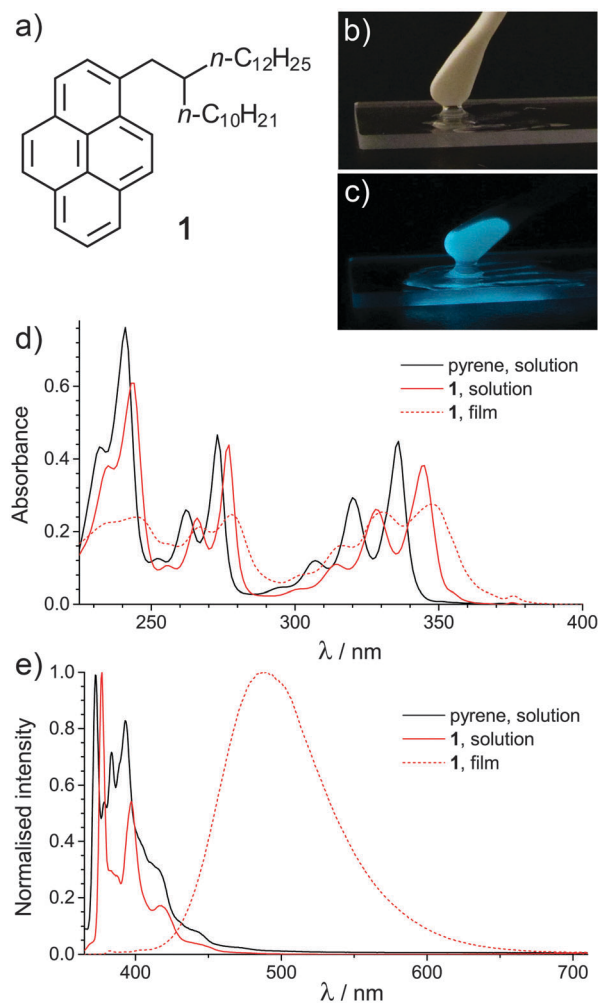 a)
n-C12H25
n-C10H21
1
b)
c)
d)
pyrene, solution
1, solution
1, film
Absorbance
0.6
0.4
0.2
0.0
250
300
350
400
λ / nm
e)
pyrene, solution
1, solution
1, film
Normalised intensity
1.0
0.8
0.6
0.4
0.2
0.0
400
500
600
700
λ / nm